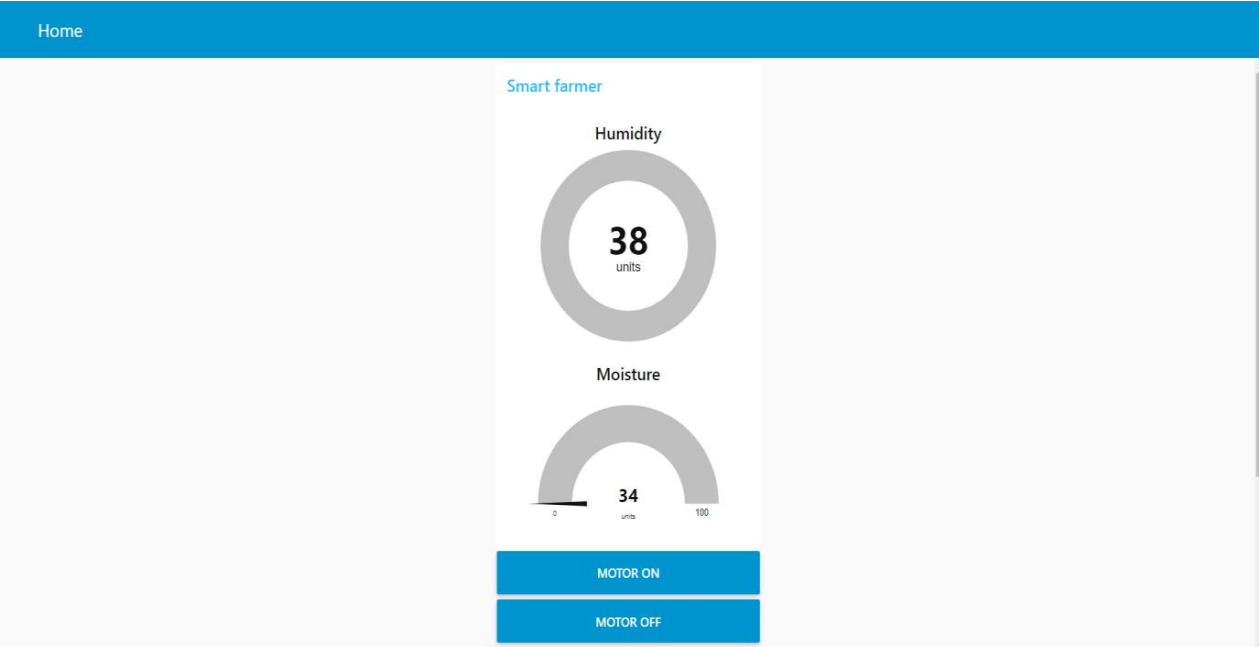 Home
Smart farmer
Humidity
38
units
Moisture
34
0 units 100
MOTOR ON
MOTOR OFF